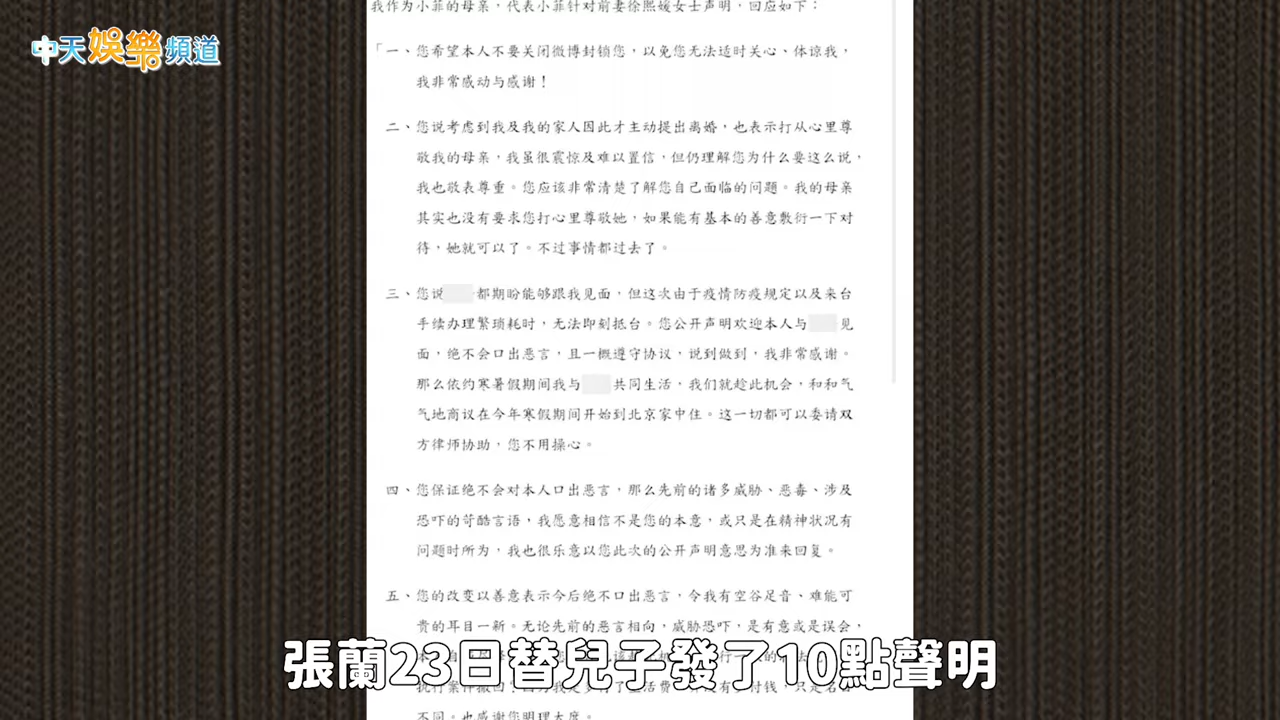 我作为小菲的母亲，代表小菲针对前妻徐熙媛女士声明，回应如下：
中天娛樂頻道
「一、您希望本人不要关闭微博封锁您，以免您无法适时关心、体谅我，
我非常感动与感谢！
二、您说考虑到我及我的家人因此才主动提出离婚，也表示打从心里尊
敬我的母亲，我虽很震惊及难以置信，但仍理解您为什么要这么说，
我也敬表尊重。您应该非常清楚了解您自己面临的问题。我的母亲
其实也没有要求您打心里尊敬她，如果能有基本的善意敷衍一下对
待，她就可以了。不过事情都过去了。
三、您说 都期盼能够跟我见面，但这次由于疫情防疫规定以及来台
手续办理繁琐耗时，无法即刻抵台。您公开声明欢迎本人与 见
面，绝不会口出恶言，且一概遵守协议，说到做到，我非常感谢。
那么依约寒暑假期间我与 共同生活，我们就趁此机会，和和气
气地商议在今年寒假期间开始到北京家中住。这一切都可以委请双
方律师协助，您不用操心。
四、您保证绝不会对本人口出恶言，那么先前的诸多威胁、恶毒、涉及
恐吓的苛酷言语，我愿意相信不是您的本意，或只是在精神状况有
问题时所为，我也很乐意以您此次的公开声明意思为准来回复。
五、您的改变以善意表示今后绝不口出恶言，令我有空谷足音、难能可
贵的耳目一新。无论先前的恶言相向，威胁恐吓，是有意或是误会，
張蘭23日替兒子發了10點聲明
不同。也感谢您明理大度。